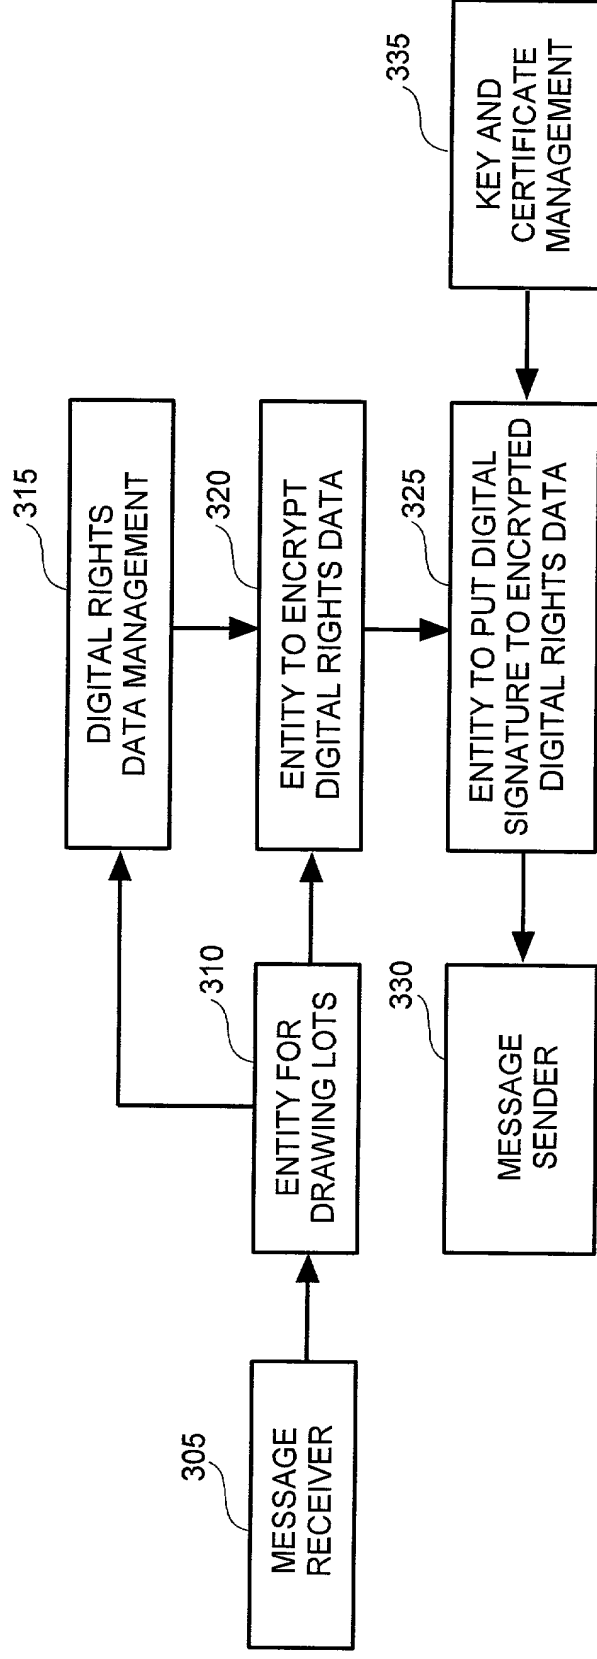 305
MESSAGE
RECEIVER
310
ENTITY FOR
DRAWING LOTS
315
DIGITAL RIGHTS
DATA MANAGEMENT
320
ENTITY TO ENCRYPT
DIGITAL RIGHTS DATA
325
ENTITY TO PUT DIGITAL
SIGNATURE TO ENCRYPTED
DIGITAL RIGHTS DATA
330
MESSAGE
SENDER
335
KEY AND
CERTIFICATE
MANAGEMENT